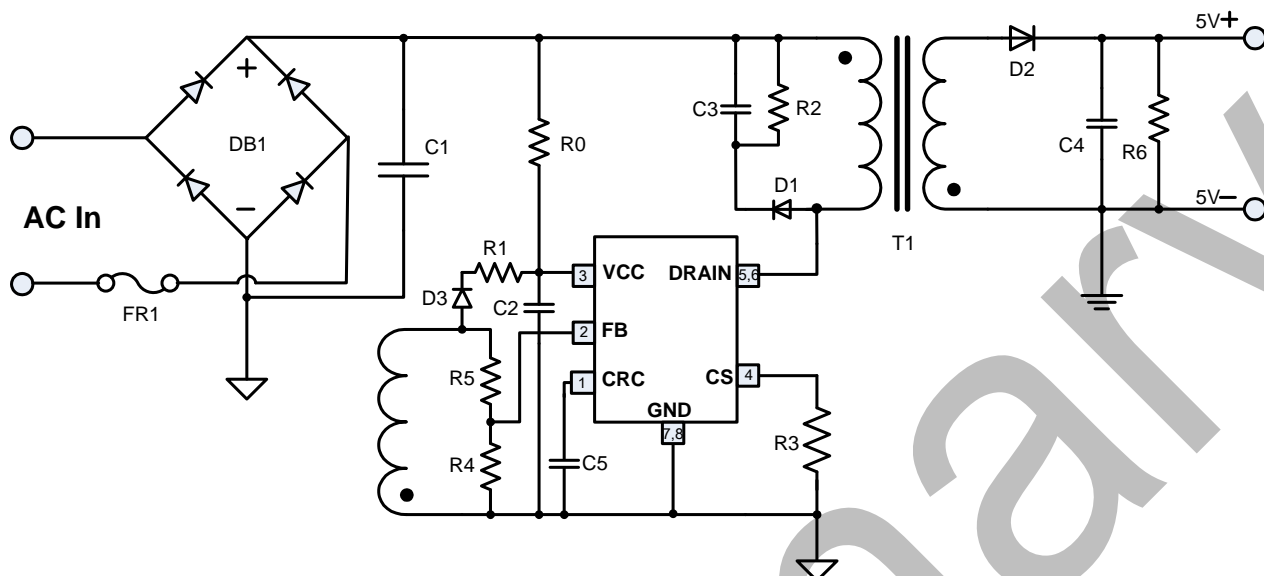 5V+
D2
C3
R2
C4
R6
R0
C1
DB1
+
−
AC In
D1
5V−
T1
R1
3
VCC
DRAIN
5,6
D3
C2
FR1
2
FB
R5
1
CRC
CS
4
GND
7,8
R4
C5
R3